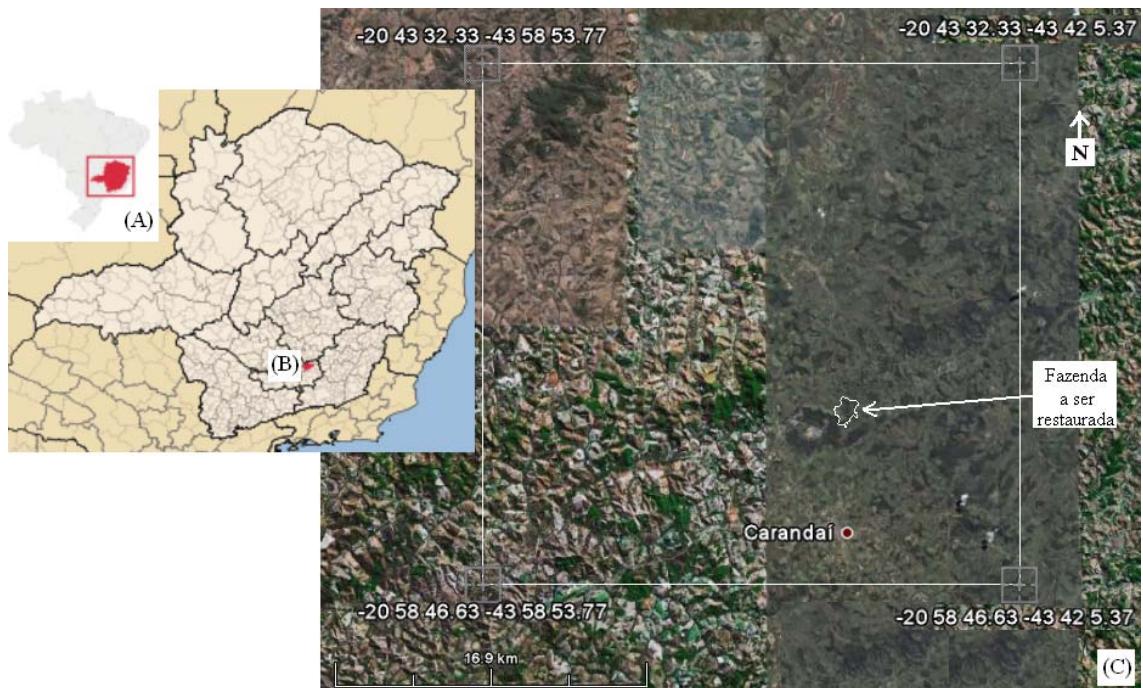 -20 43 32.33 -43 58 53.77
-20 43 32.33 -43 42 5.37
N
(A)
(B)
Fazenda
a ser
restaurada
Carandaí
-20 58 46.63 -43 58 53.77
-20 58 46.63 -43 42 5.37
16.9 km
(C)